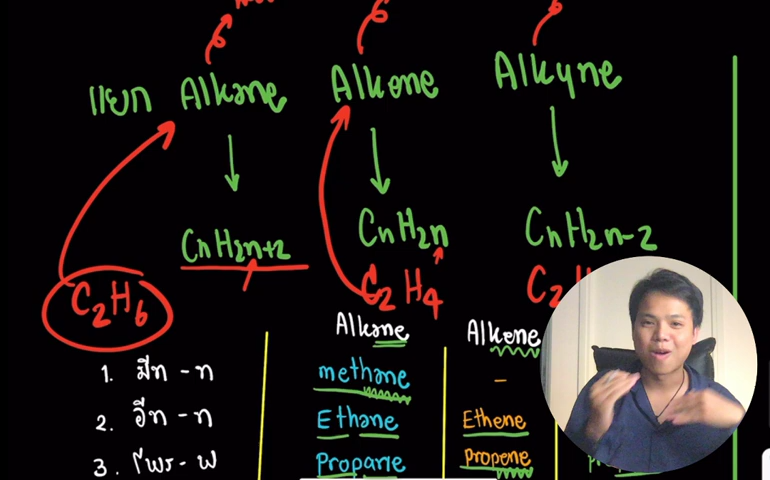 แยก Alkane Alkene Alkyne
CnH2n+2 CnH2n CnH2n-2
C2H6 C2H4 C2
Alkane Alkene
1. มีท - ท methane -
2. อีท - ท Ethane Ethene
3. โพร - พ Propane Propene